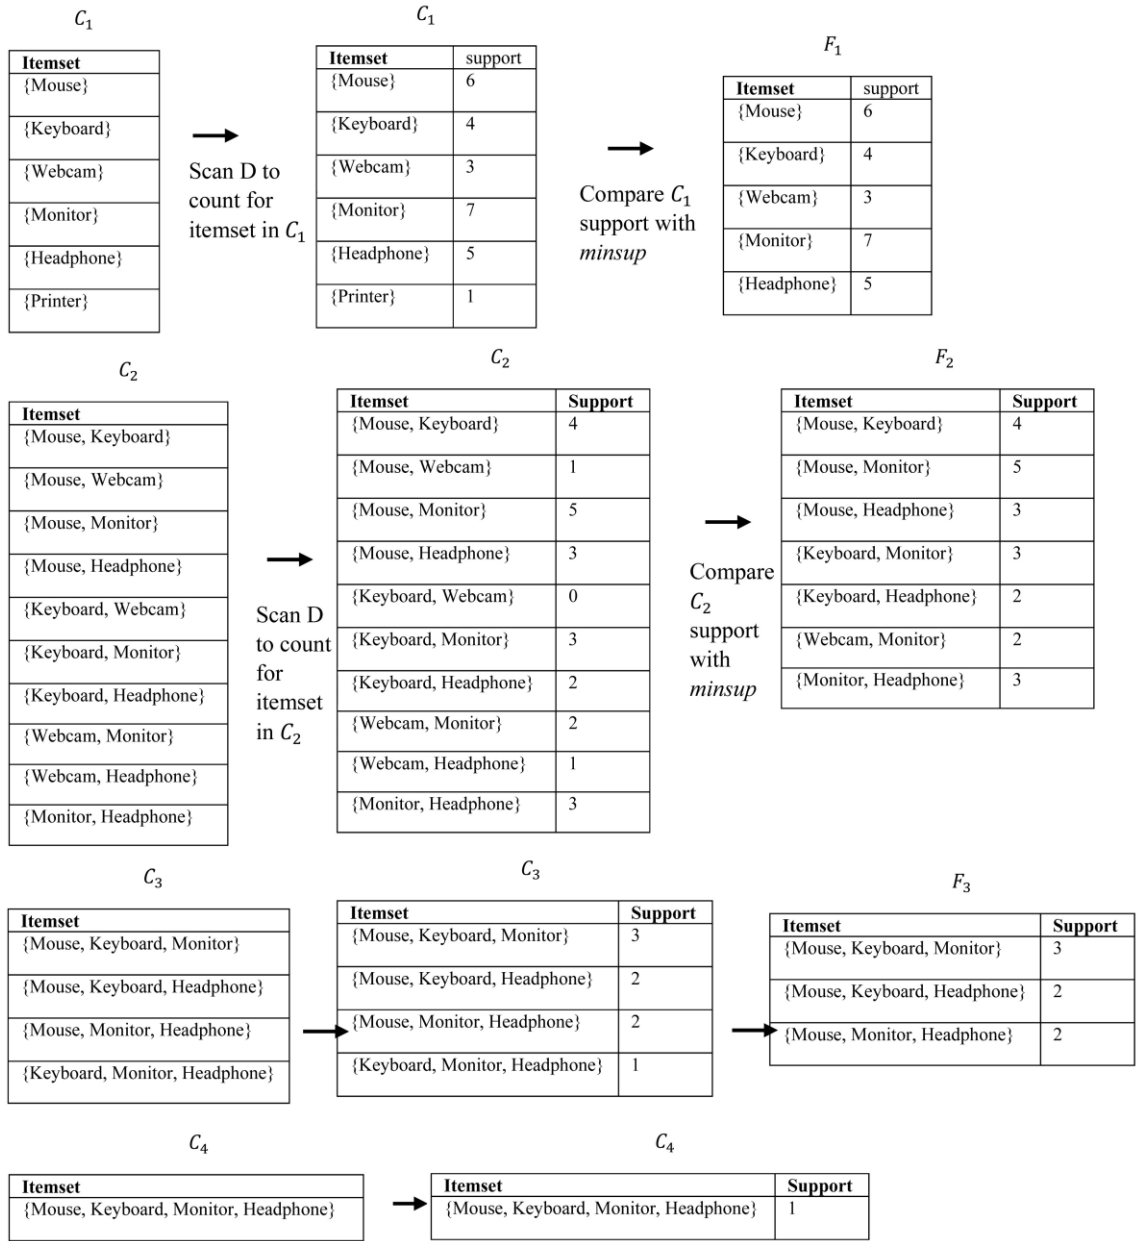 C₁
Itemset
{Mouse}
{Keyboard}
{Webcam}
{Monitor}
{Headphone}
{Printer}
Scan D to
count for
itemset in C₁
C₁
Itemset support
{Mouse} 6
{Keyboard} 4
{Webcam} 3
{Monitor} 7
{Headphone} 5
{Printer} 1
Compare C₁
support with
minsup
F₁
Itemset support
{Mouse} 6
{Keyboard} 4
{Webcam} 3
{Monitor} 7
{Headphone} 5
C₂
Itemset
{Mouse, Keyboard}
{Mouse, Webcam}
{Mouse, Monitor}
{Mouse, Headphone}
{Keyboard, Webcam}
{Keyboard, Monitor}
{Keyboard, Headphone}
{Webcam, Monitor}
{Webcam, Headphone}
{Monitor, Headphone}
Scan D
to count
for
itemset
in C₂
C₂
Itemset Support
{Mouse, Keyboard} 4
{Mouse, Webcam} 1
{Mouse, Monitor} 5
{Mouse, Headphone} 3
{Keyboard, Webcam} 0
{Keyboard, Monitor} 3
{Keyboard, Headphone} 2
{Webcam, Monitor} 2
{Webcam, Headphone} 1
{Monitor, Headphone} 3
Compare
C₂
support
with
minsup
F₂
Itemset Support
{Mouse, Keyboard} 4
{Mouse, Monitor} 5
{Mouse, Headphone} 3
{Keyboard, Monitor} 3
{Keyboard, Headphone} 2
{Webcam, Monitor} 2
{Monitor, Headphone} 3
C₃
Itemset
{Mouse, Keyboard, Monitor}
{Mouse, Keyboard, Headphone}
{Mouse, Monitor, Headphone}
{Keyboard, Monitor, Headphone}
C₃
Itemset Support
{Mouse, Keyboard, Monitor} 3
{Mouse, Keyboard, Headphone} 2
{Mouse, Monitor, Headphone} 2
{Keyboard, Monitor, Headphone} 1
F₃
Itemset Support
{Mouse, Keyboard, Monitor} 3
{Mouse, Keyboard, Headphone} 2
{Mouse, Monitor, Headphone} 2
C₄
Itemset
{Mouse, Keyboard, Monitor, Headphone}
C₄
Itemset Support
{Mouse, Keyboard, Monitor, Headphone} 1